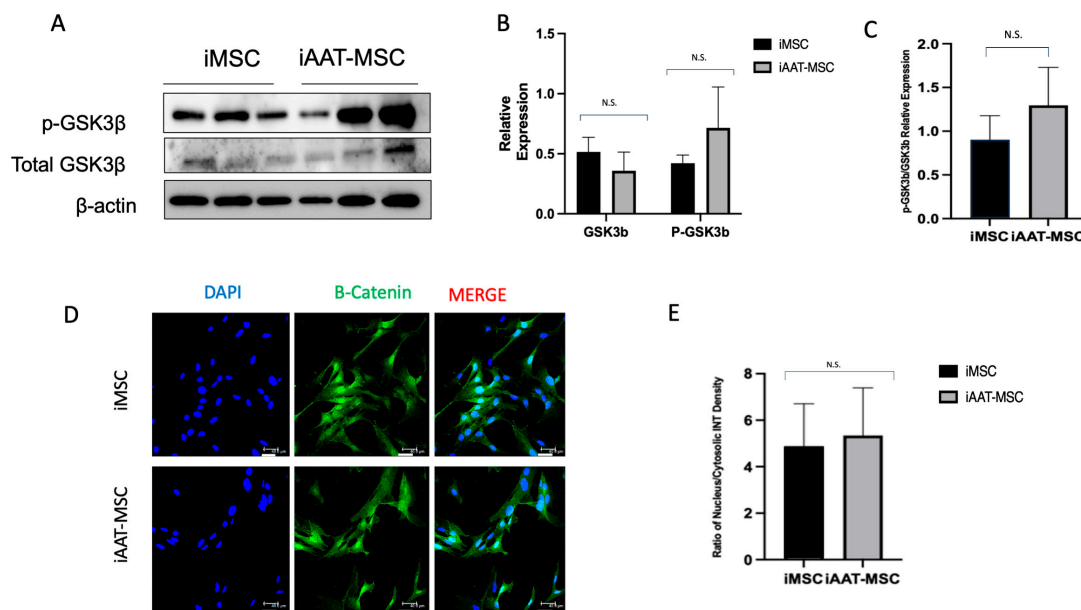 A
iMSC iAAT-MSC
p-GSK3β
Total GSK3β
β-actin
B
Relative
Expression
1.5
1.0
0.5
0.0
N.S.
N.S.
GSK3b P-GSK3b
iMSC
iAAT-MSC
C
p-GSK3b/GSK3b Relative Expression
2.0
1.5
1.0
0.5
0.0
N.S.
iMSC iAAT-MSC
D
DAPI B-Catenin MERGE
iMSC
iAAT-MSC
E
Ratio of Nucleus/Cytosolic INT Density
8
6
4
2
0
N.S.
iMSC iAAT-MSC
iMSC
iAAT-MSC